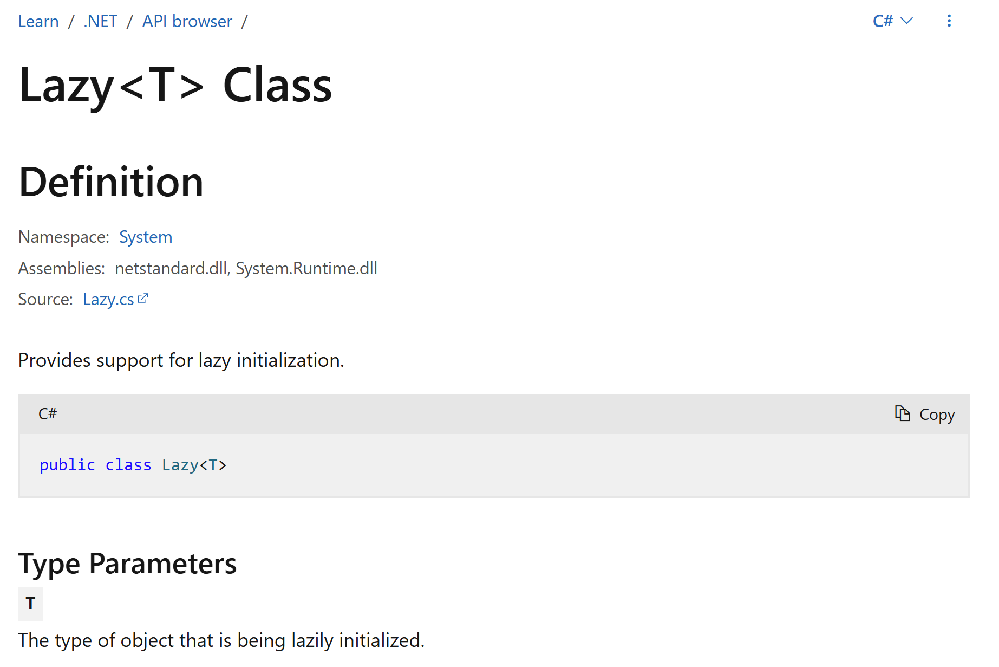 Learn / .NET / API browser /
C#
Lazy<T> Class
Definition
Namespace: System
Assemblies: netstandard.dll, System.Runtime.dll
Source: Lazy.cs
Provides support for lazy initialization.
C#
Copy
public class Lazy<T>
Type Parameters
T
The type of object that is being lazily initialized.